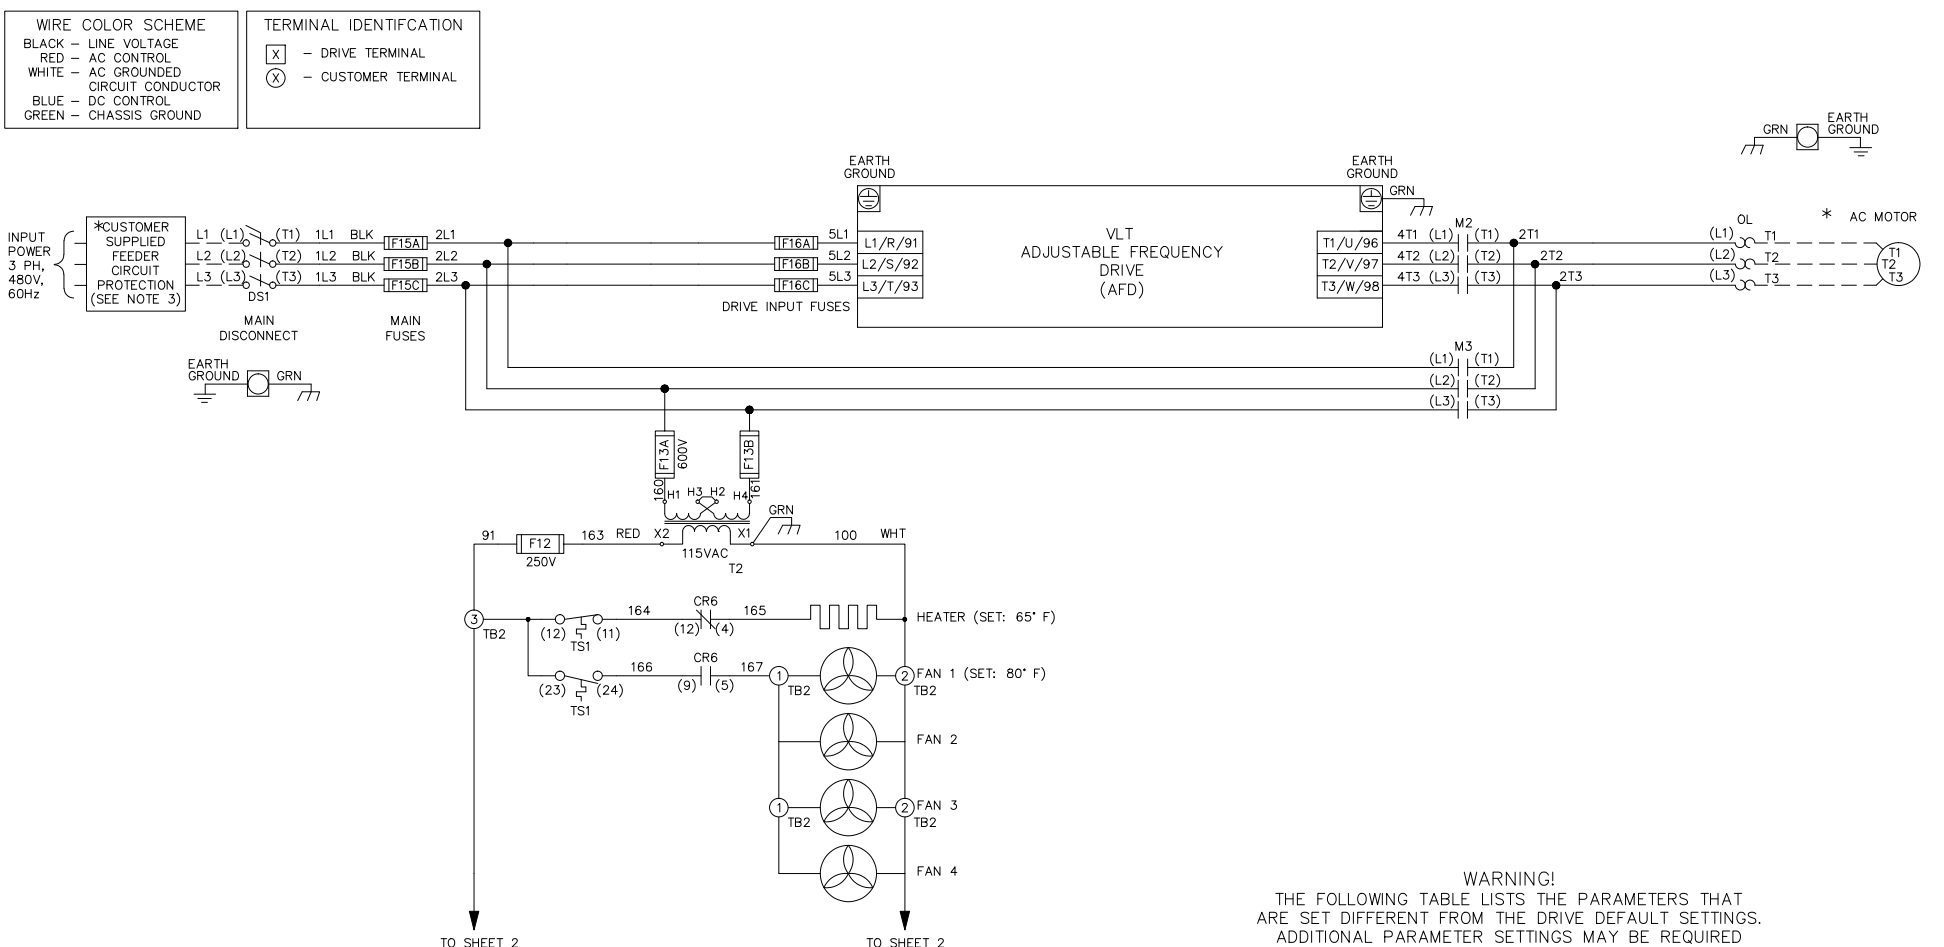 WIRE COLOR SCHEME
BLACK – LINE VOLTAGE
RED – AC CONTROL
WHITE – AC GROUNDED
CIRCUIT CONDUCTOR
BLUE – DC CONTROL
GREEN – CHASSIS GROUND
TERMINAL IDENTIFCATION
X – DRIVE TERMINAL
X – CUSTOMER TERMINAL
INPUT
POWER
3 PH,
480V,
60Hz
*CUSTOMER
SUPPLIED
FEEDER
CIRCUIT
PROTECTION
(SEE NOTE 3)
L1 (L1) (T1) 1L1 BLK F15A 2L1
L2 (L2) (T2) 1L2 BLK F15B 2L2
L3 (L3) (T3) 1L3 BLK F15C 2L3
DS1
MAIN
DISCONNECT
MAIN
FUSES
EARTH
GROUND
GRN
F16A 5L1
F16B 5L2
F16C 5L3
DRIVE INPUT FUSES
EARTH
GROUND
L1/R/91
L2/S/92
L3/T/93
VLT
ADJUSTABLE FREQUENCY
DRIVE
(AFD)
EARTH
GROUND
GRN
T1/U/96
T2/V/97
T3/W/98
M2
4T1 (L1) (T1) 2T1
4T2 (L2) (T2) 2T2
4T3 (L3) (T3) 2T3
GRN
EARTH
GROUND
OL
(L1) T1
(L2) T2
(L3) T3
* AC MOTOR
T1
T2
T3
M3
(L1) (T1)
(L2) (T2)
(L3) (T3)
F13A
600V
F13B
160
H1 H3 H2 H4
161
GRN
91 F12 163 RED X2 X1 100 WHT
250V
115VAC
T2
3
TB2
(12) (11)
TS1
164
CR6
(12) (4)
165
HEATER (SET: 65° F)
(23) (24)
TS1
166
CR6
(9) (5)
167
1
TB2
2
TB2
FAN 1 (SET: 80° F)
FAN 2
1
TB2
2
TB2
FAN 3
FAN 4
TO SHEET 2
TO SHEET 2
WARNING!
THE FOLLOWING TABLE LISTS THE PARAMETERS THAT
ARE SET DIFFERENT FROM THE DRIVE DEFAULT SETTINGS.
ADDITIONAL PARAMETER SETTINGS MAY BE REQUIRED